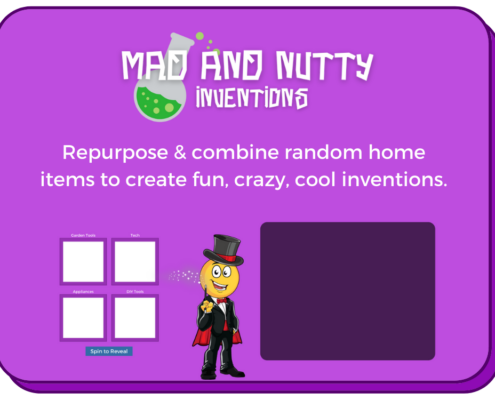 MAD AND NUTTY
INVENTIONS
Repurpose & combine random home
items to create fun, crazy, cool inventions.
Garden Tools
Tech
Appliances
DIY Tools
Spin to Reveal